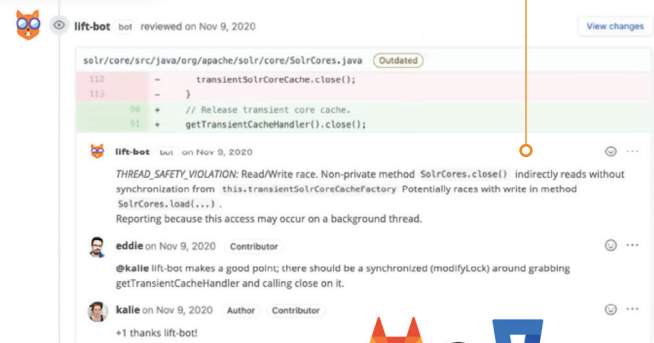 lift-bot bot reviewed on Nov 9, 2020 View changes
solr/core/src/java/org/apache/solr/core/SolrCores.java Outdated
112 - transientSolrCoreCache.close();
113 - }
90 + // Release transient core cache.
91 + getTransientCacheHandler().close();
lift-bot bot on Nov 9, 2020
THREAD_SAFETY_VIOLATION: Read/Write race. Non-private method SolrCores.close() indirectly reads without
synchronization from this.transientSolrCoreCacheFactory Potentially races with write in method
SolrCores.load(...) .
Reporting because this access may occur on a background thread.
eddie on Nov 9, 2020 Contributor
@kalie lift-bot makes a good point; there should be a synchronized (modifyLock) around grabbing
getTransientCacheHandler and calling close on it.
kalie on Nov 9, 2020 Author Contributor
+1 thanks lift-bot!